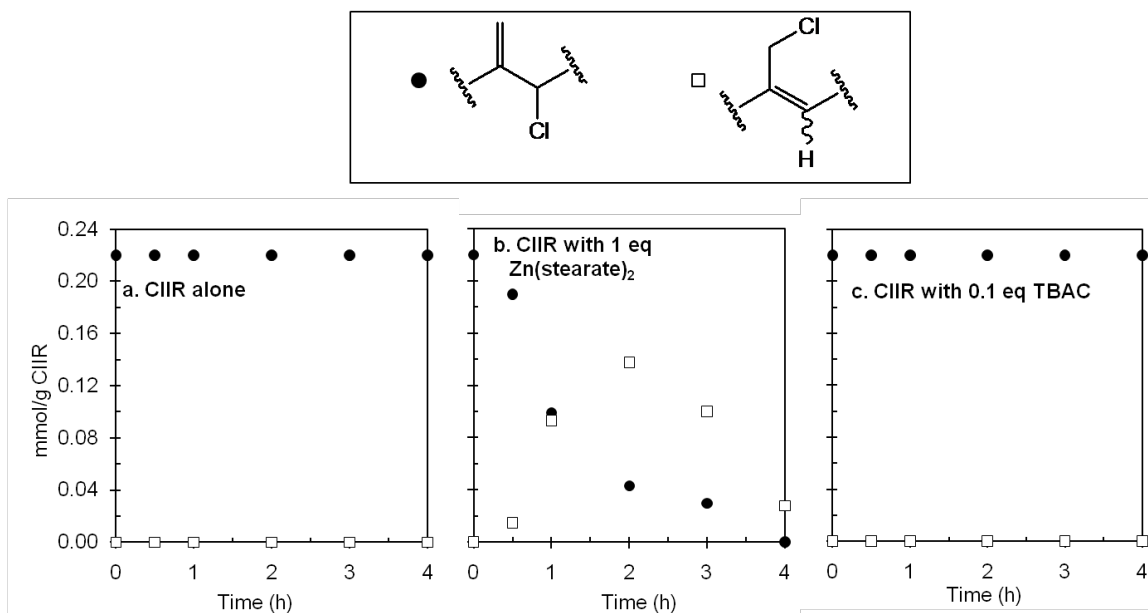 Cl
Cl
H
mmol/g CIIR
0.24
0.20
0.16
0.12
0.08
0.04
0.00
a. CIIR alone
0 1 2 3 4
Time (h)
b. CIIR with 1 eq
Zn(stearate)2
0 1 2 3 4
Time (h)
c. CIIR with 0.1 eq TBAC
0 1 2 3 4
Time (h)